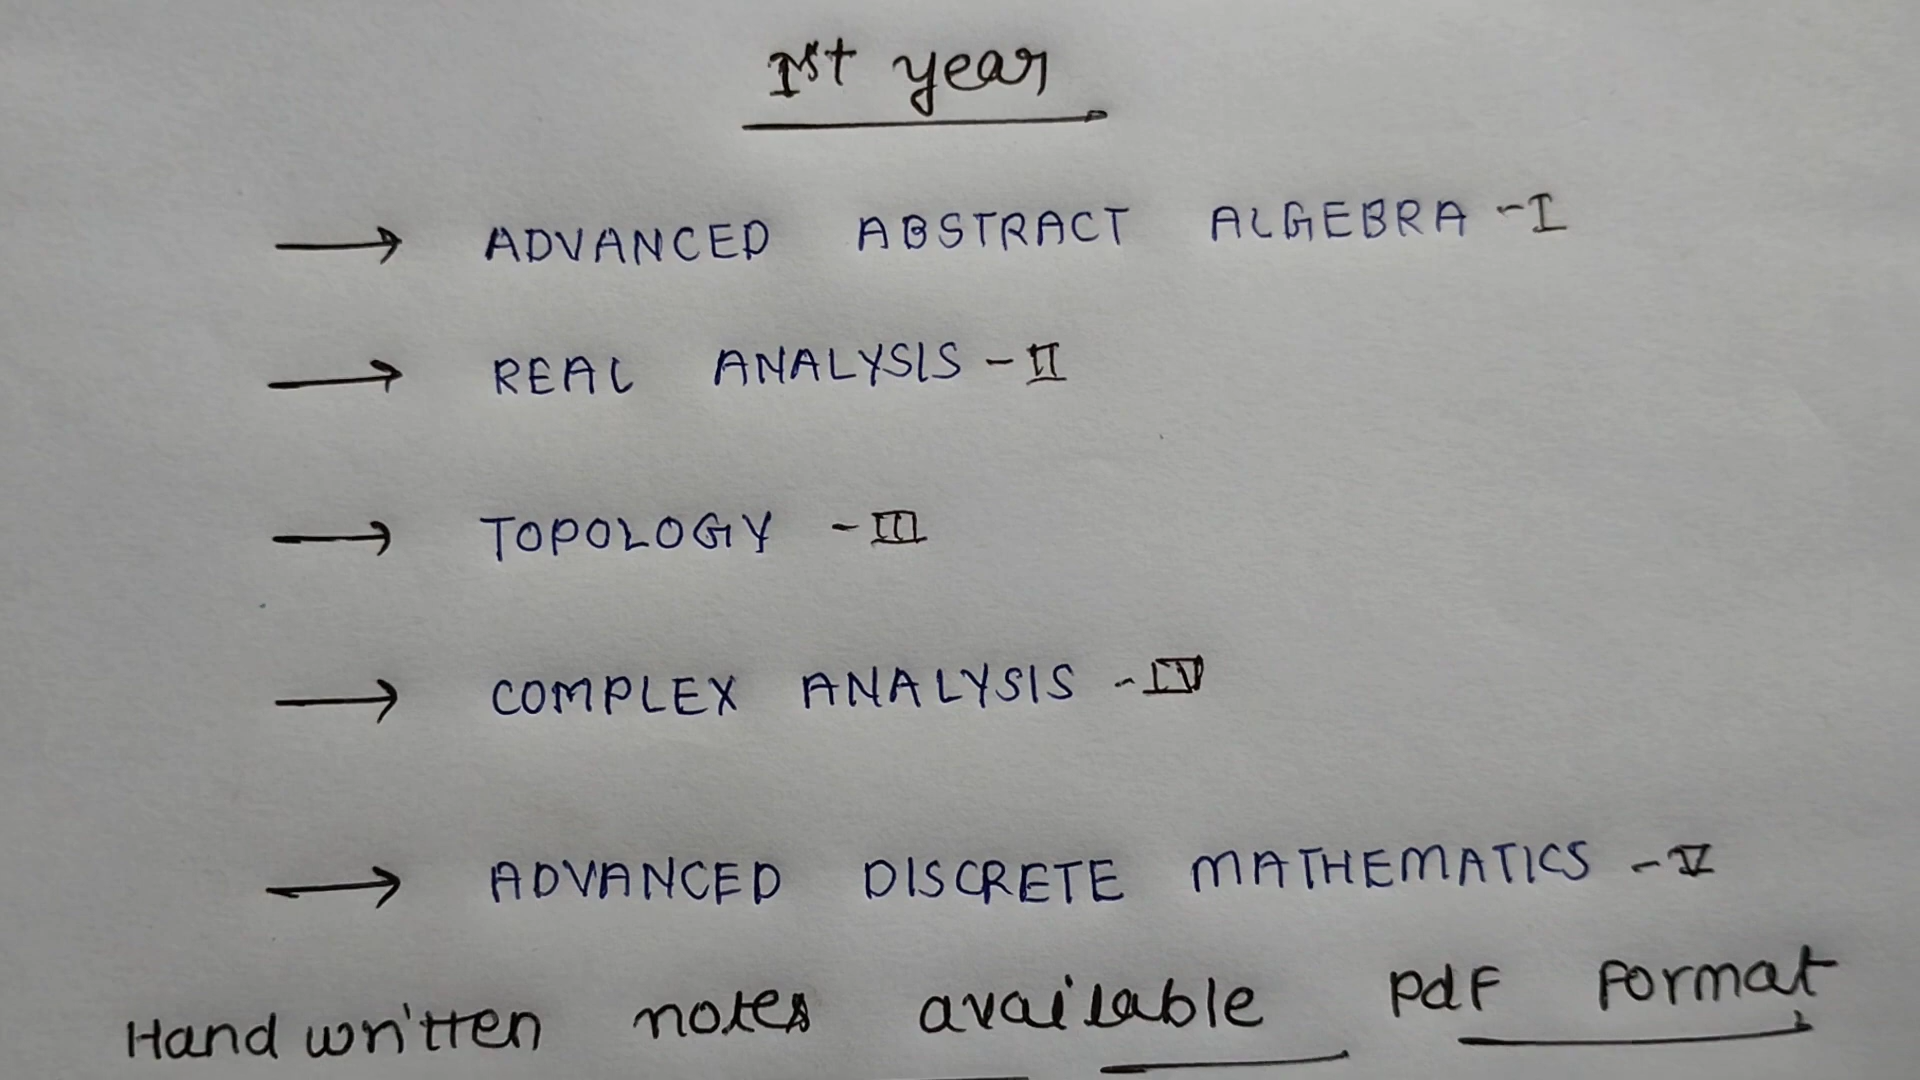 1st year
→ ADVANCED ABSTRACT ALGEBRA - I
→ REAL ANALYSIS - II
→ TOPOLOGY - III
→ COMPLEX ANALYSIS - IV
→ ADVANCED DISCRETE MATHEMATICS - V
Hand written notes available pdf format